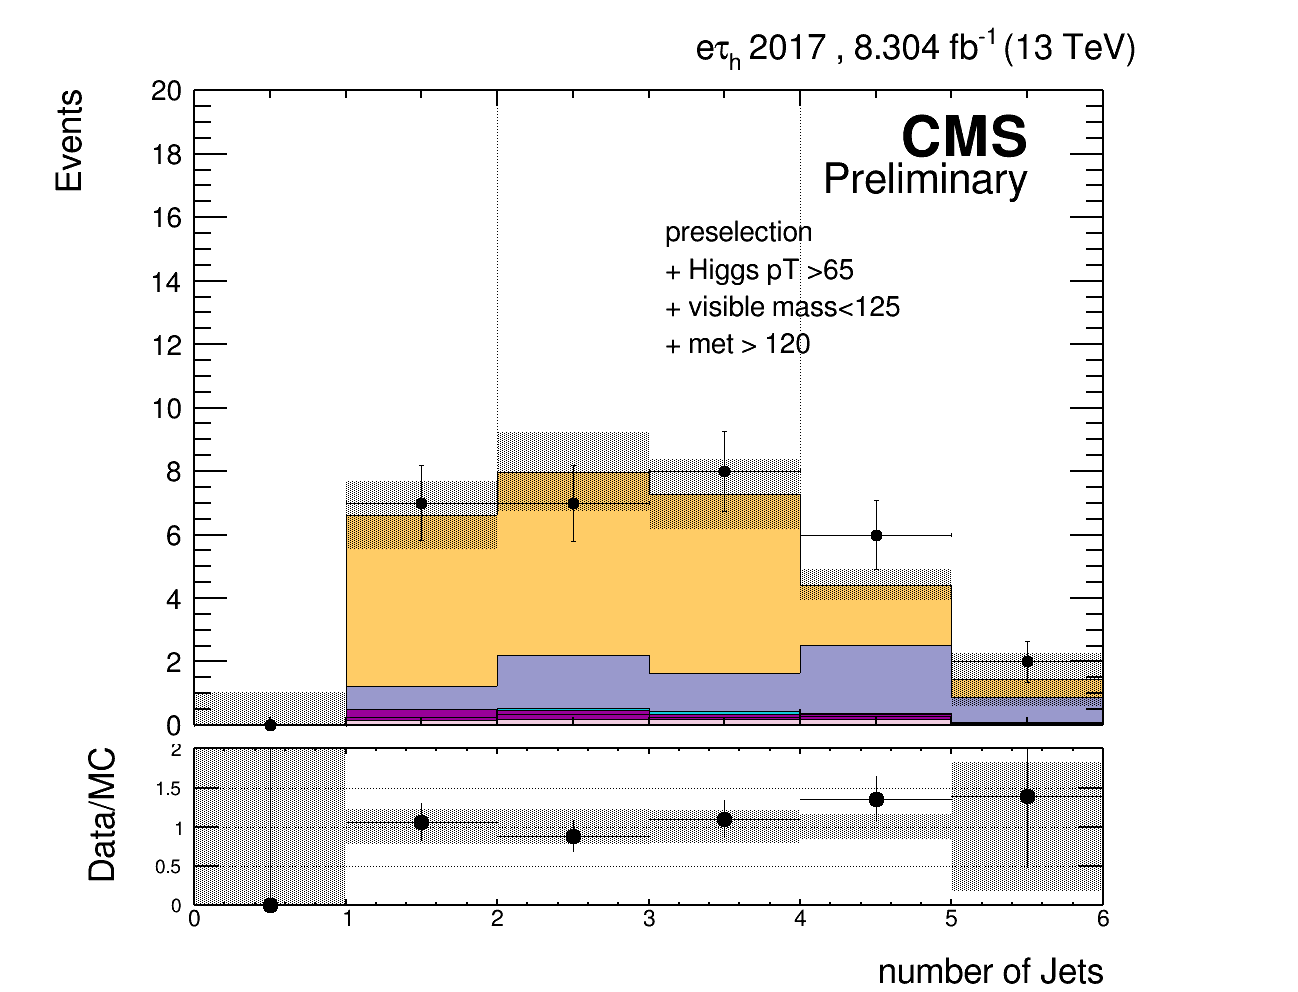 eτh 2017 , 8.304 fb-1 (13 TeV)
Events
20
18
16
14
12
10
8
6
4
2
0
CMS
Preliminary
preselection
+ Higgs pT >65
+ visible mass<125
+ met > 120
Data/MC
2
1.5
1
0.5
0
0 1 2 3 4 5 6
number of Jets